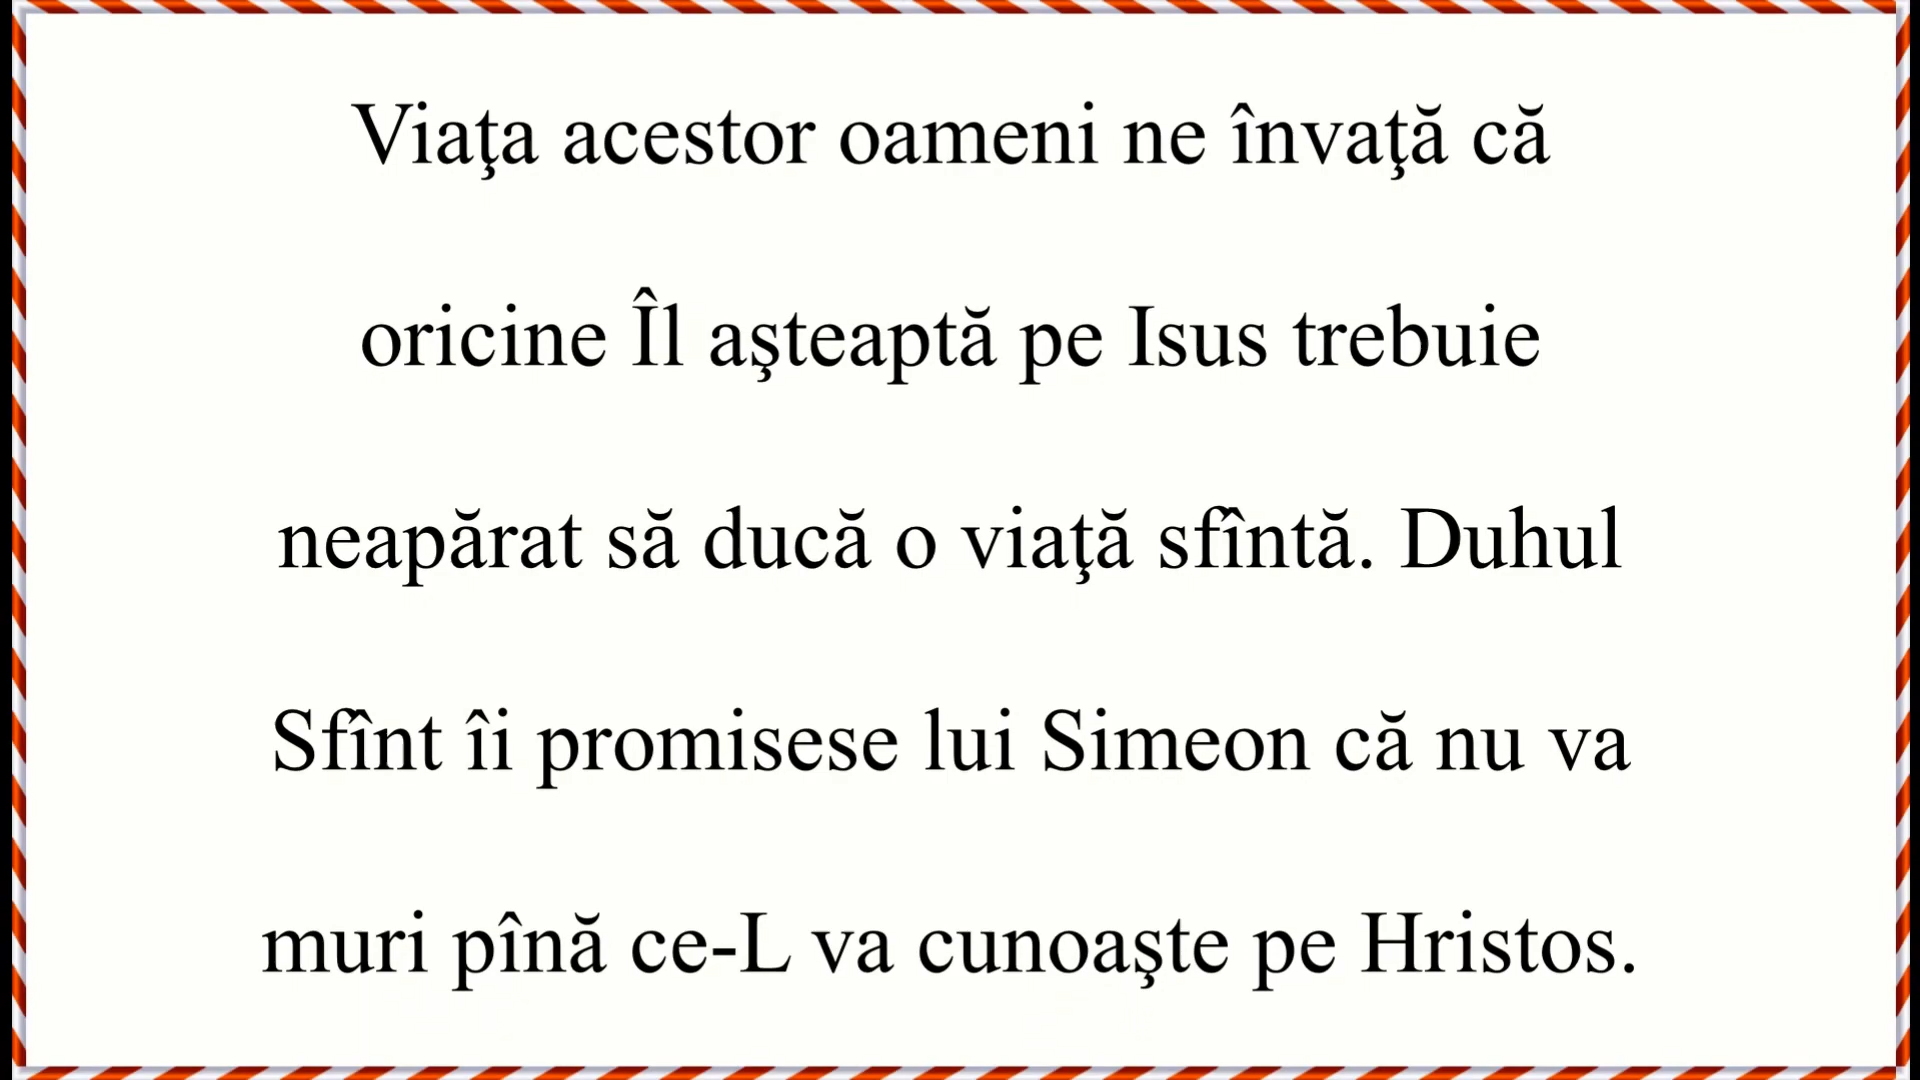 Viaţa acestor oameni ne învaţă că
oricine Îl aşteaptă pe Isus trebuie
neapărat să ducă o viaţă sfîntă. Duhul
Sfînt îi promisese lui Simeon că nu va
muri pînă ce-L va cunoaşte pe Hristos.